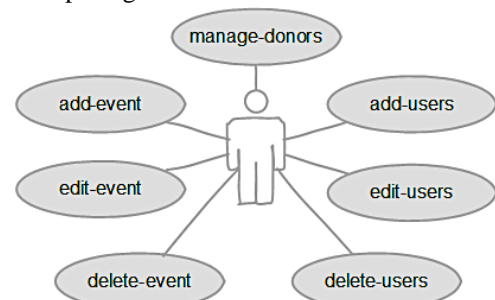 manage-donors
add-event
add-users
edit-event
edit-users
delete-event
delete-users